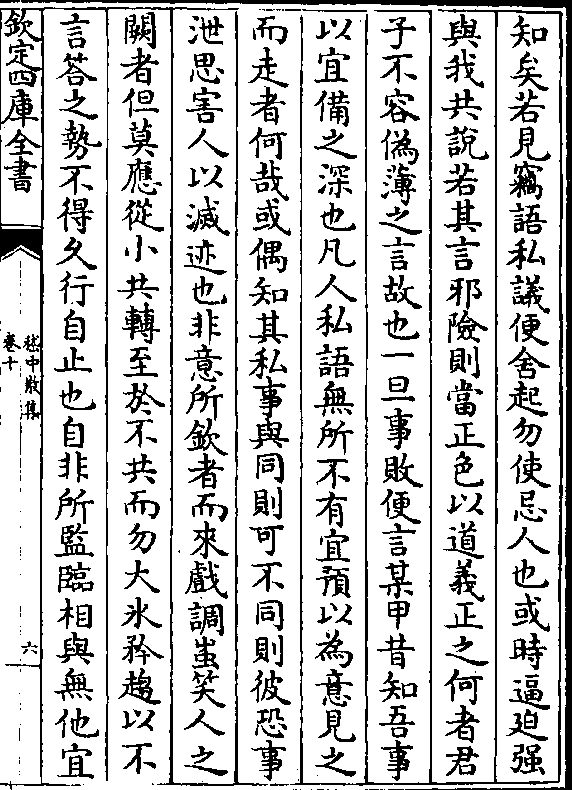 知矣若見竊語私議便舍起勿使忌人也或時逼廹强
與我共說若其言邪險則當正色以道義正之何者君
子不容偽薄之言故也一旦事敗便言某甲昔知吾事
以宜備之深也凡人私語無所不有宜預以為意見之
而走者何哉或偶知其私事與同則可不同則彼恐事
泄思害人以滅迹也非意所欽者而來戲調蚩笑人之
闕者但莫應從小共轉至於不共而勿大氷矜趨以不
言荅之勢不得久行自止也自非所監臨相與無他宜
欽定四庫全書
嵇中散集
卷十
六